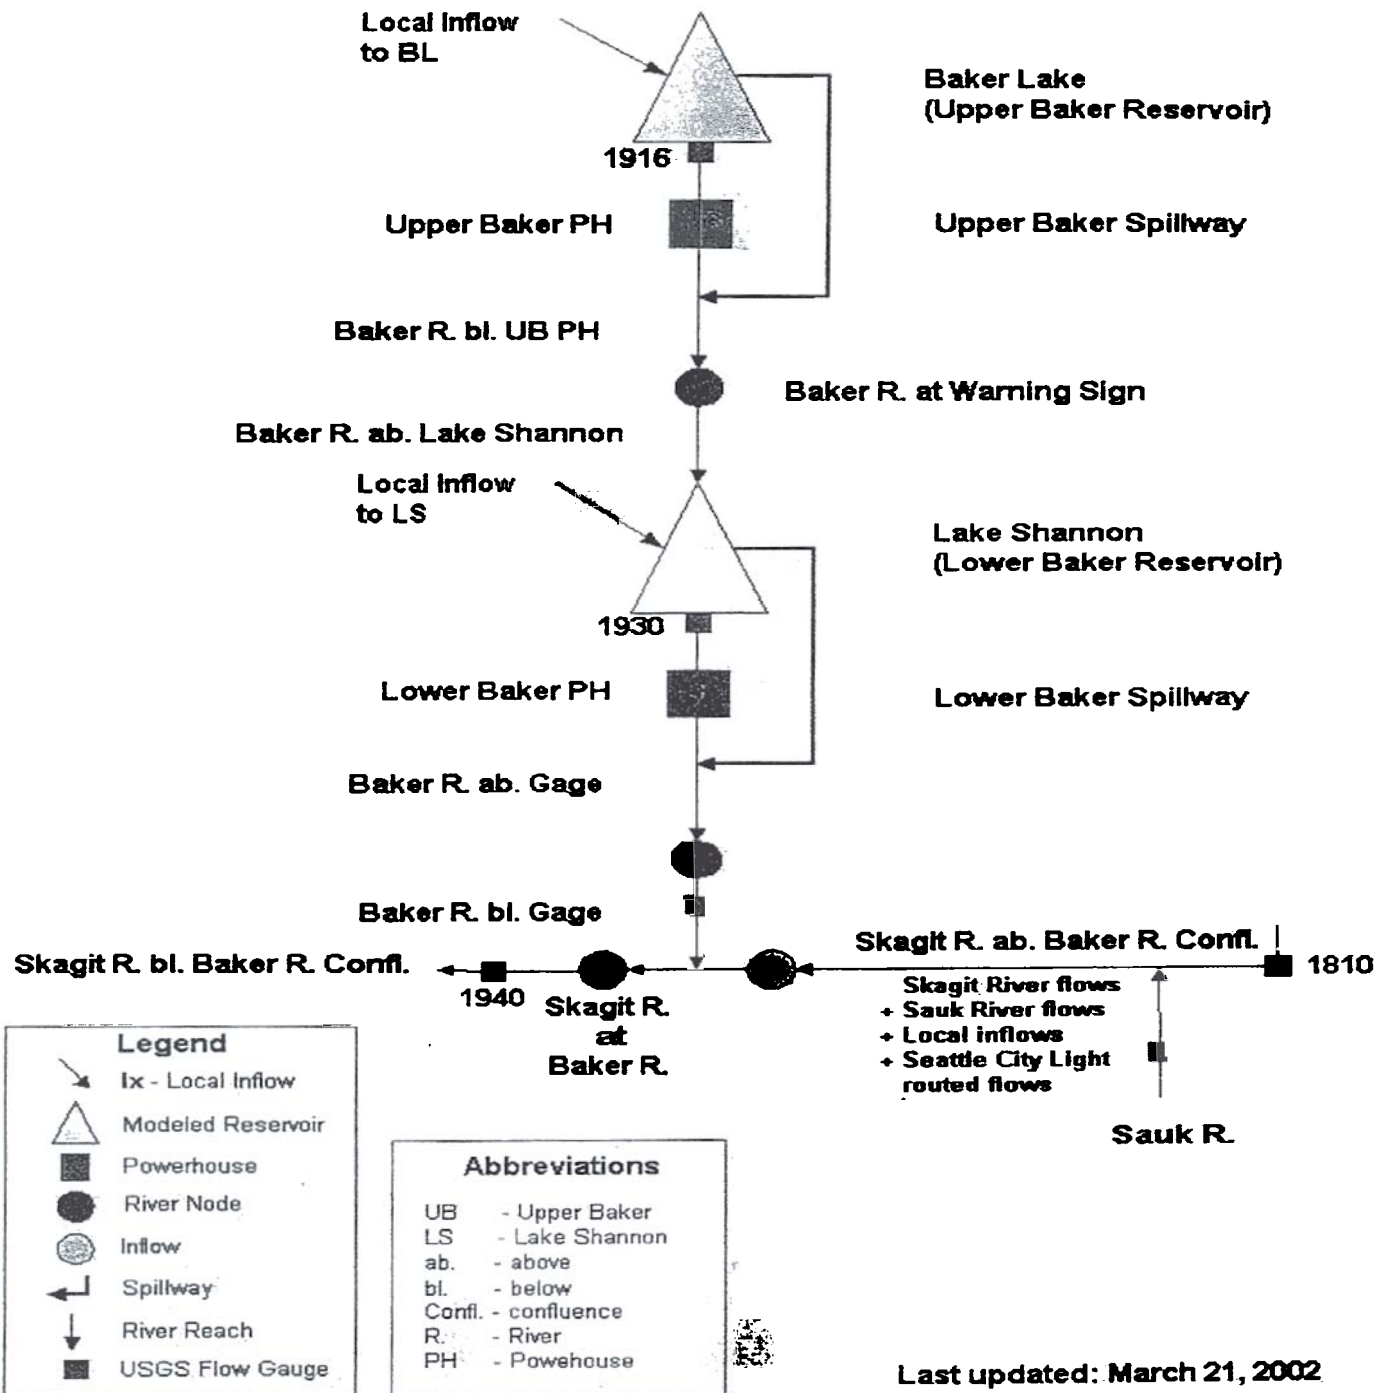 Local Inflow
to BL
Baker Lake
(Upper Baker Reservoir)
1916
Upper Baker PH
Upper Baker Spillway
Baker R. bl. UB PH
Baker R. at Warning Sign
Baker R. ab. Lake Shannon
Local Inflow
to LS
Lake Shannon
(Lower Baker Reservoir)
1930
Lower Baker PH
Lower Baker Spillway
Baker R. ab. Gage
Baker R. bl. Gage
Skagit R. ab. Baker R. Confl.
Skagit R. bl. Baker R. Confl.
1810
1940
Skagit R.
at
Baker R.
Skagit River flows
+ Sauk River flows
+ Local inflows
+ Seattle City Light
routed flows
Sauk R.
Legend
Ix - Local Inflow
Modeled Reservoir
Powerhouse
River Node
Inflow
Spillway
River Reach
USGS Flow Gauge
Abbreviations
UB - Upper Baker
LS - Lake Shannon
ab. - above
bl. - below
Confl. - confluence
R. - River
PH - Powehouse
Last updated: March 21, 2002